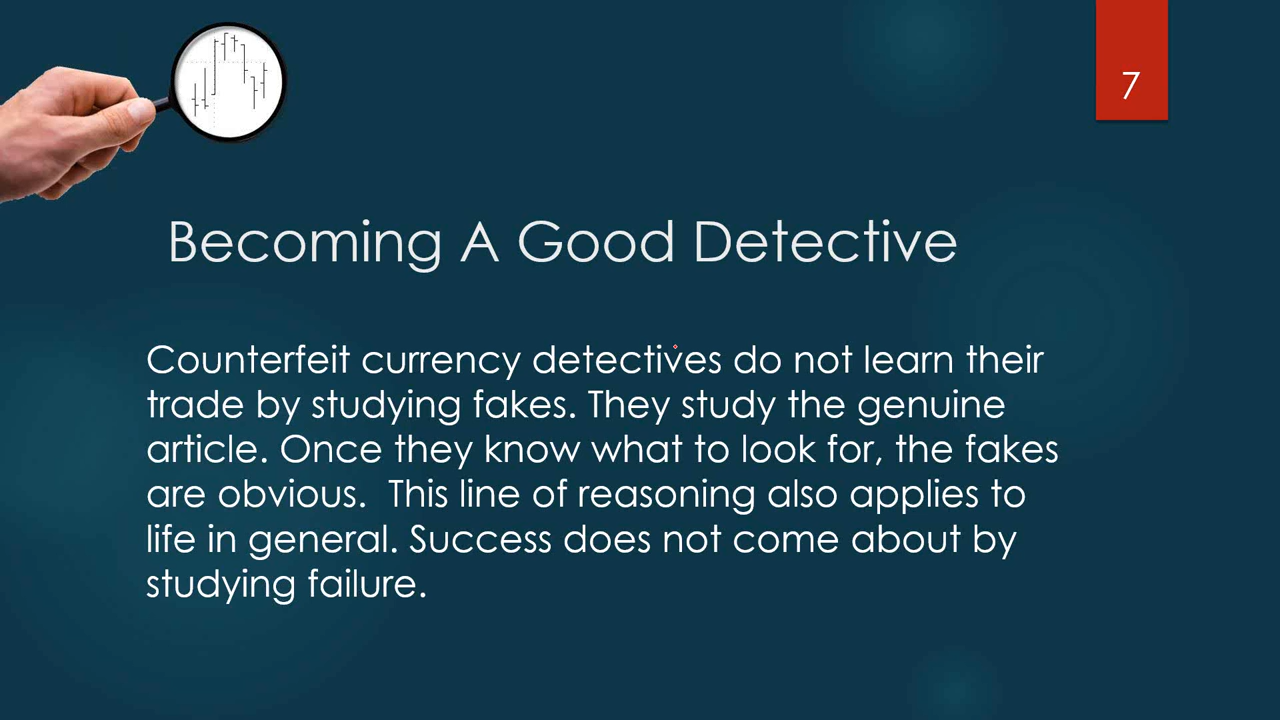 7
Becoming A Good Detective
Counterfeit currency detectives do not learn their
trade by studying fakes. They study the genuine
article. Once they know what to look for, the fakes
are obvious.  This line of reasoning also applies to
life in general. Success does not come about by
studying failure.